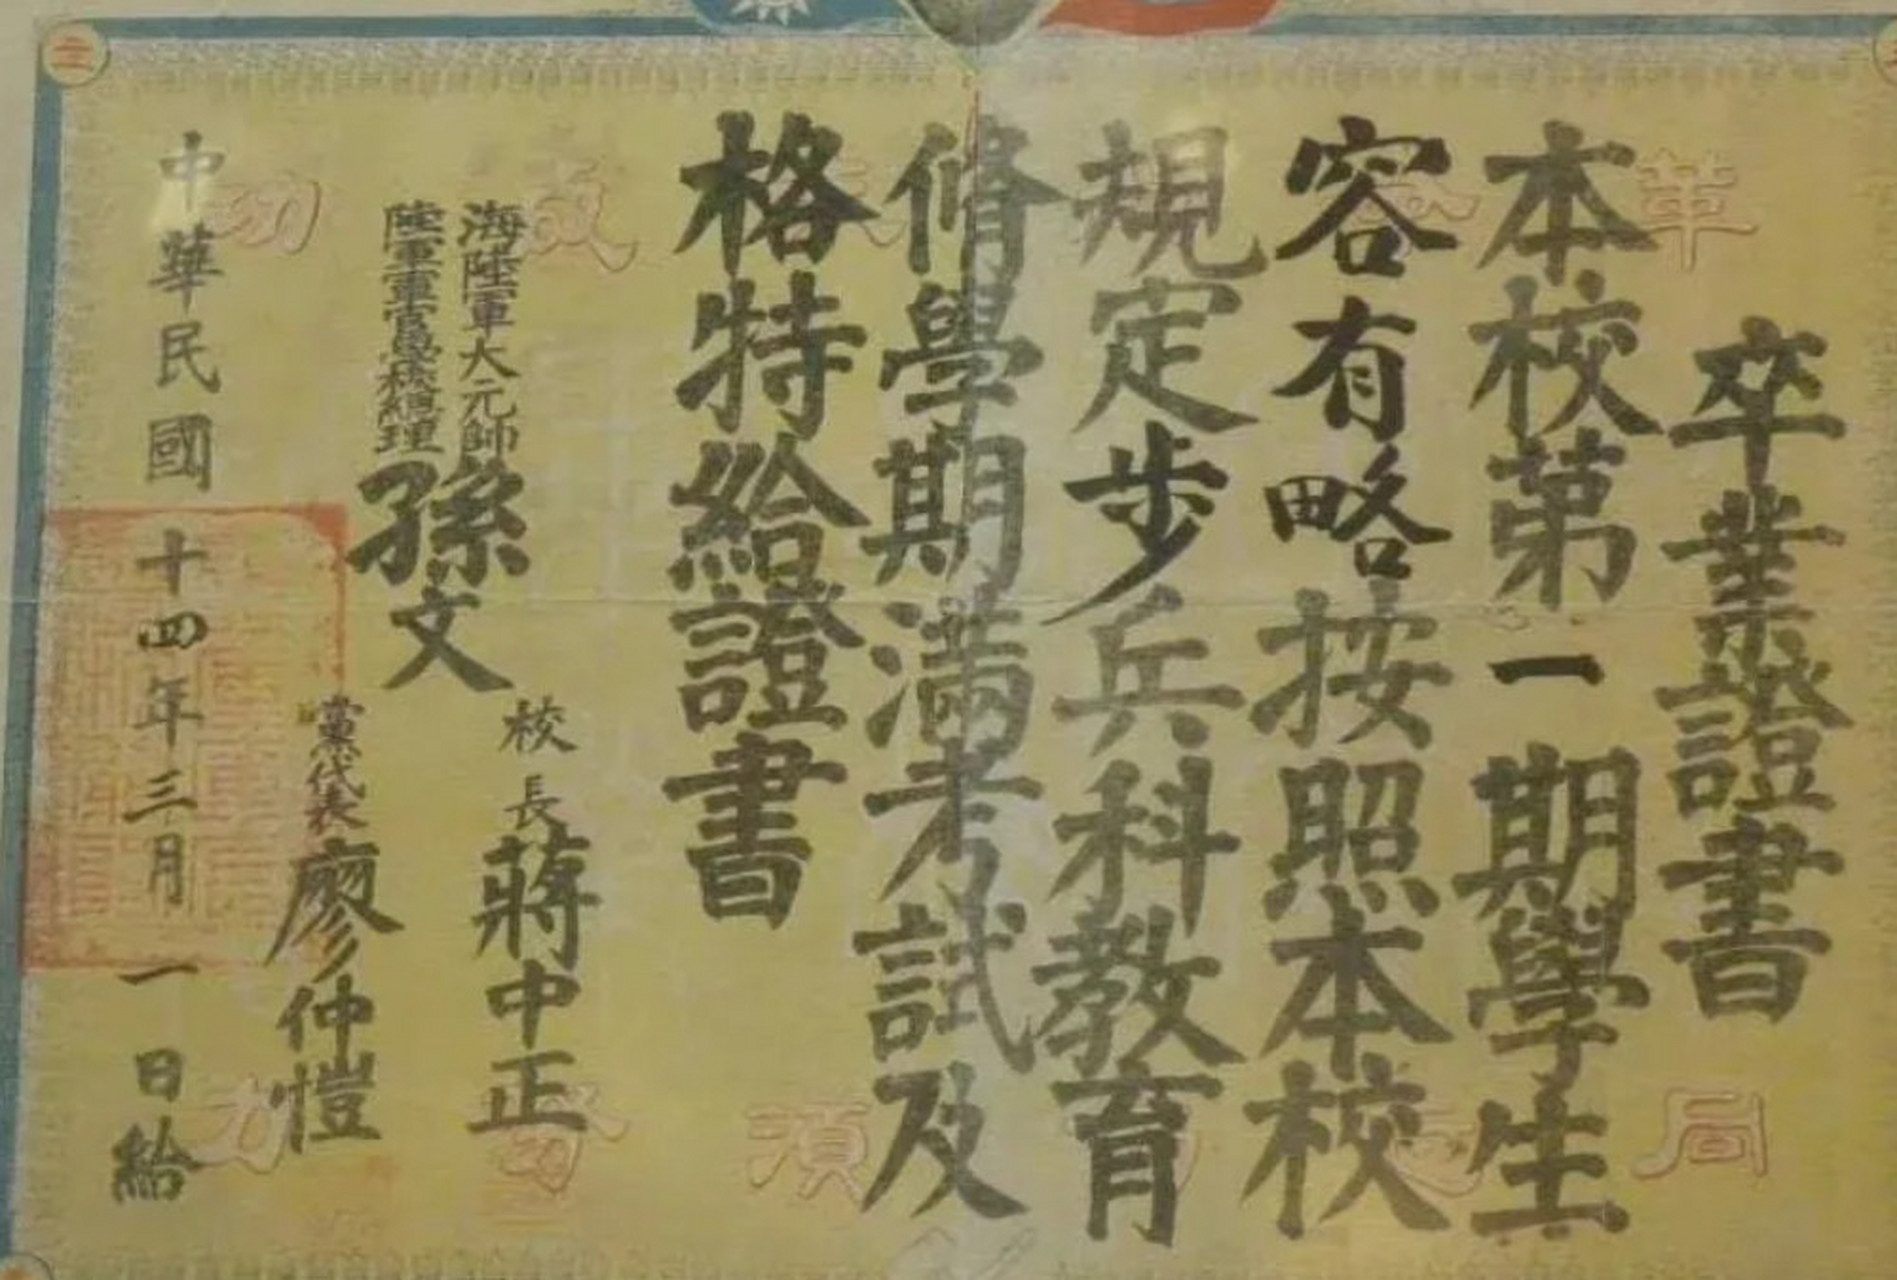 卒業證書
本校第一期學生
容有略按照本校
規定步兵科教育
脩學期滿考試及
格特給證書
海陸軍大元帥
陸軍軍官學校總理
孫文
校長蔣中正
黨代表廖仲愷
中華民國十四年三月一日給